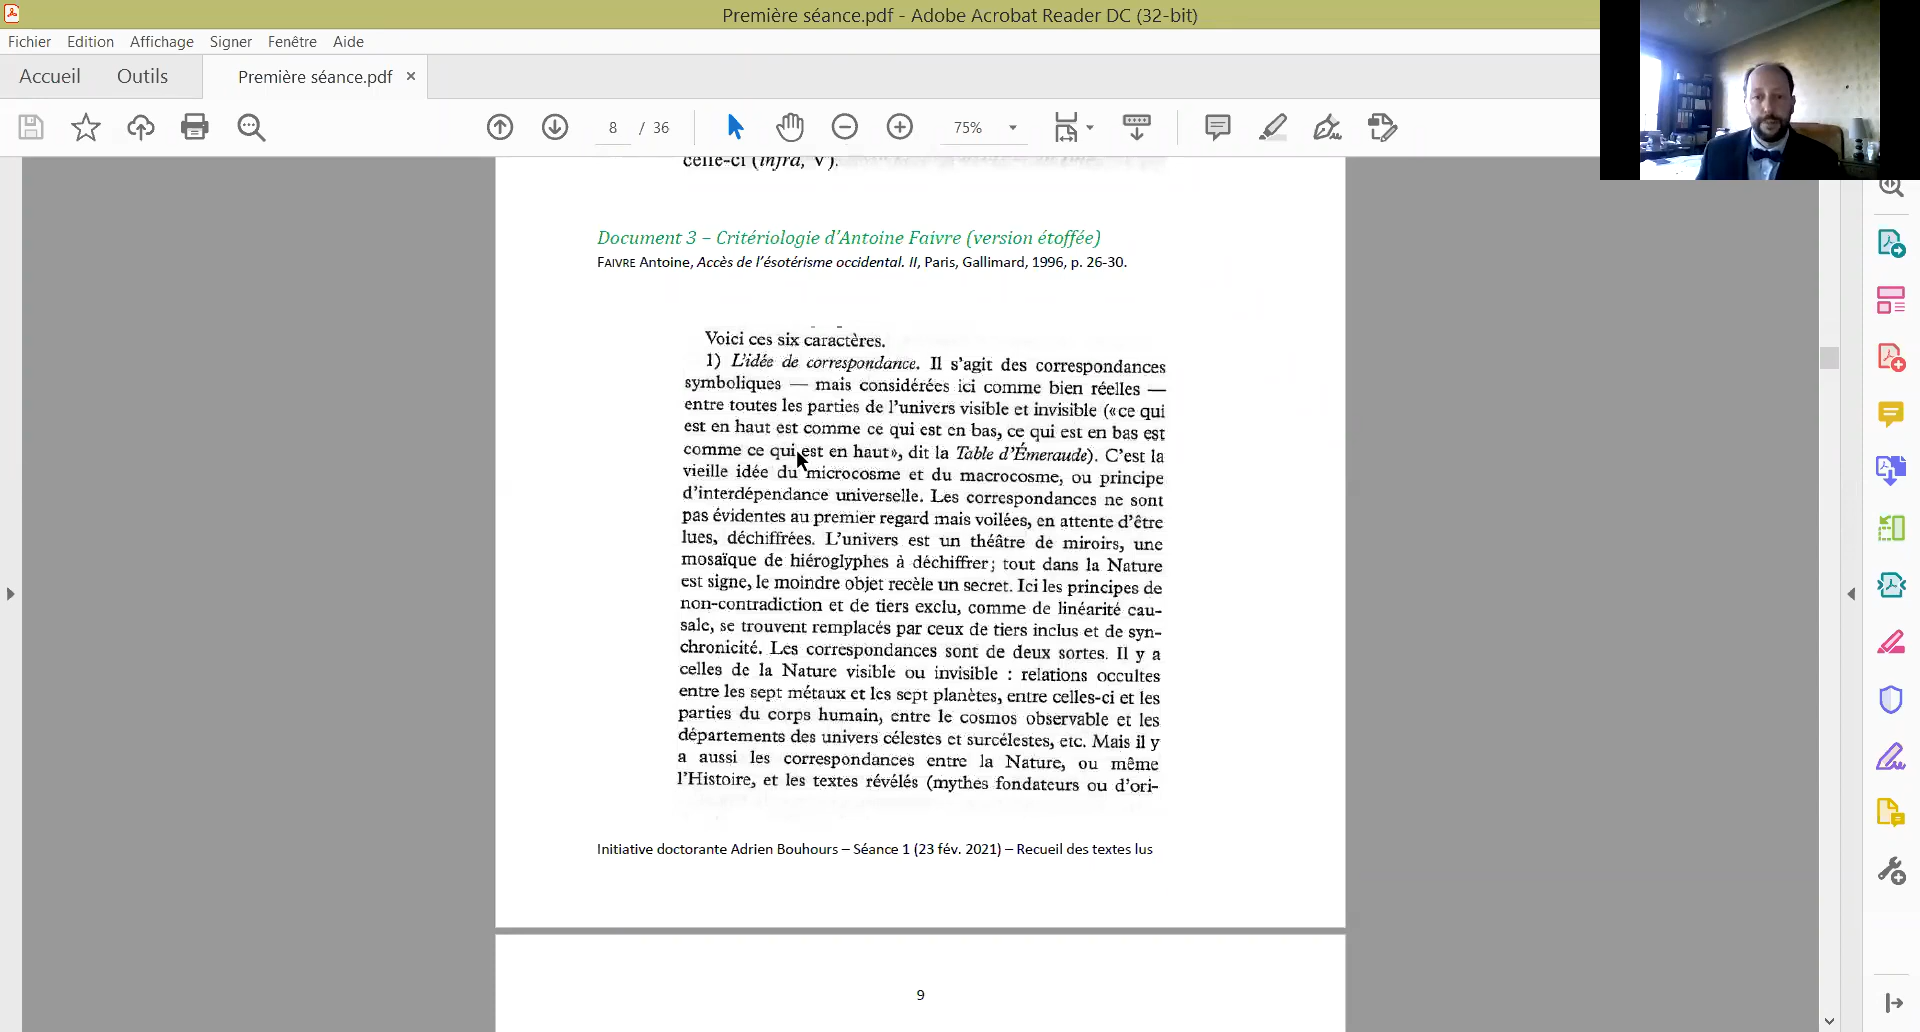 Première séance.pdf - Adobe Acrobat Reader DC (32-bit)
Fichier Edition Affichage Signer Fenêtre Aide
Accueil Outils Première séance.pdf ×
8 / 36 75%
celle-ci (infra, V).
Document 3 – Critériologie d'Antoine Faivre (version étoffée)
FAIVRE Antoine, Accès de l'ésotérisme occidental. II, Paris, Gallimard, 1996, p. 26-30.
Voici ces six caractères.
1) L'idée de correspondance. Il s'agit des correspondances
symboliques — mais considérées ici comme bien réelles —
entre toutes les parties de l'univers visible et invisible («ce qui
est en haut est comme ce qui est en bas, ce qui est en bas est
comme ce qui est en haut», dit la Table d'Émeraude). C'est la
vieille idée du microcosme et du macrocosme, ou principe
d'interdépendance universelle. Les correspondances ne sont
pas évidentes au premier regard mais voilées, en attente d'être
lues, déchiffrées. L'univers est un théâtre de miroirs, une
mosaïque de hiéroglyphes à déchiffrer; tout dans la Nature
est signe, le moindre objet recèle un secret. Ici les principes de
non-contradiction et de tiers exclu, comme de linéarité cau-
sale, se trouvent remplacés par ceux de tiers inclus et de syn-
chronicité. Les correspondances sont de deux sortes. Il y a
celles de la Nature visible ou invisible : relations occultes
entre les sept métaux et les sept planètes, entre celles-ci et les
parties du corps humain, entre le cosmos observable et les
départements des univers célestes et surcélestes, etc. Mais il y
a aussi les correspondances entre la Nature, ou même
l'Histoire, et les textes révélés (mythes fondateurs ou d'ori-
Initiative doctorante Adrien Bouhours – Séance 1 (23 fév. 2021) – Recueil des textes lus
9